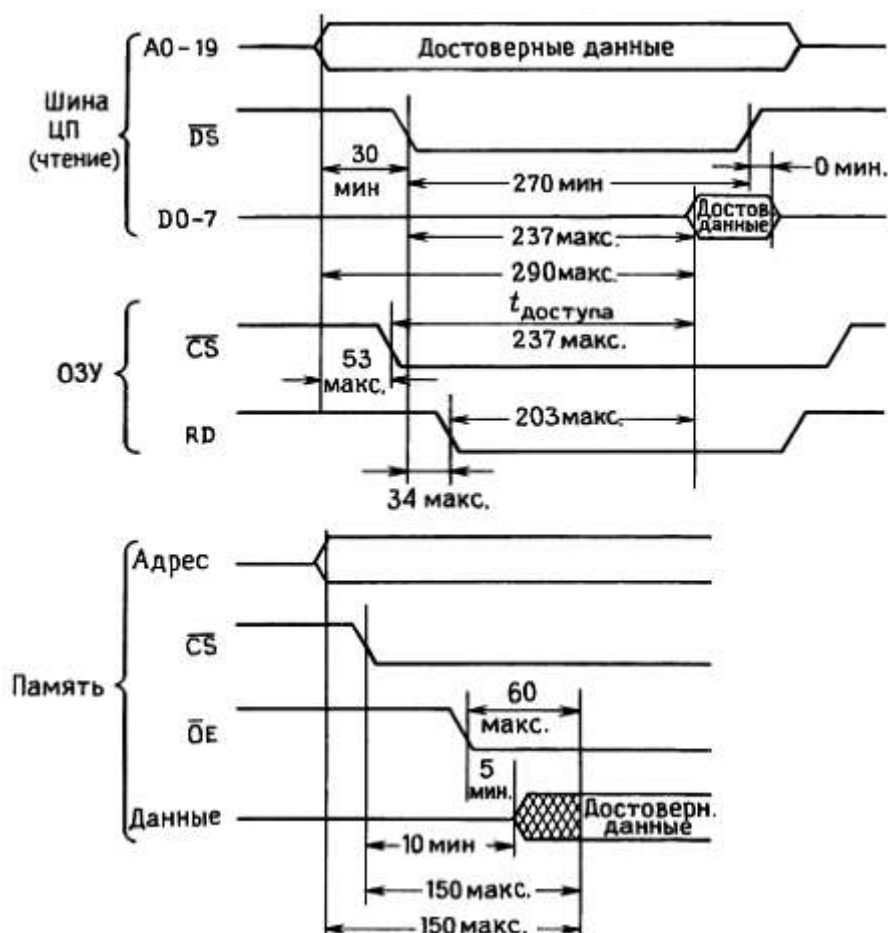 A0-19
Достоверные данные
Шина
ЦП
(чтение)
DS
30
мин
270 мин
0 мин.
D0-7
Достов.
данные
237 макс.
290 макс.
tдоступа
237 макс.
ОЗУ
CS
53
макс.
RD
203 макс.
34 макс.
Адрес
CS
Память
60
макс.
OE
5
мин.
Данные
Достоверн.
данные
10 мин
150 макс.
150 макс.